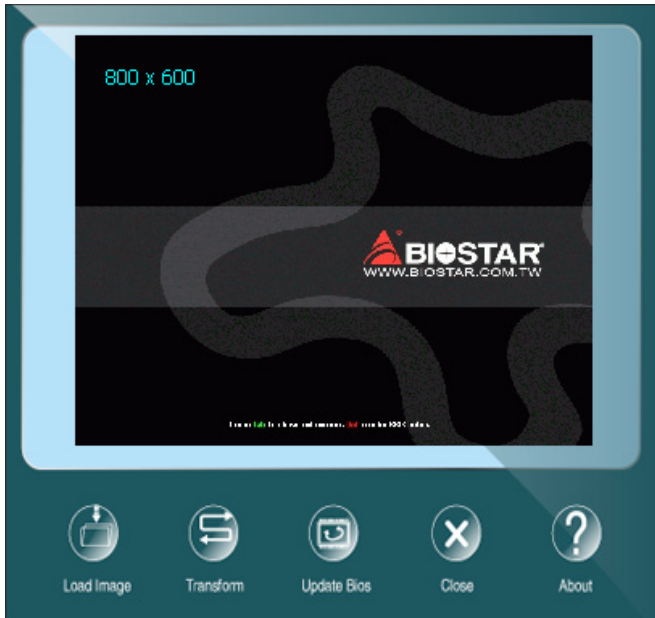 800 x 600
BIOSTAR
WWW.BIOSTAR.COM.TW
Load Image
Transform
Update Bios
Close
About